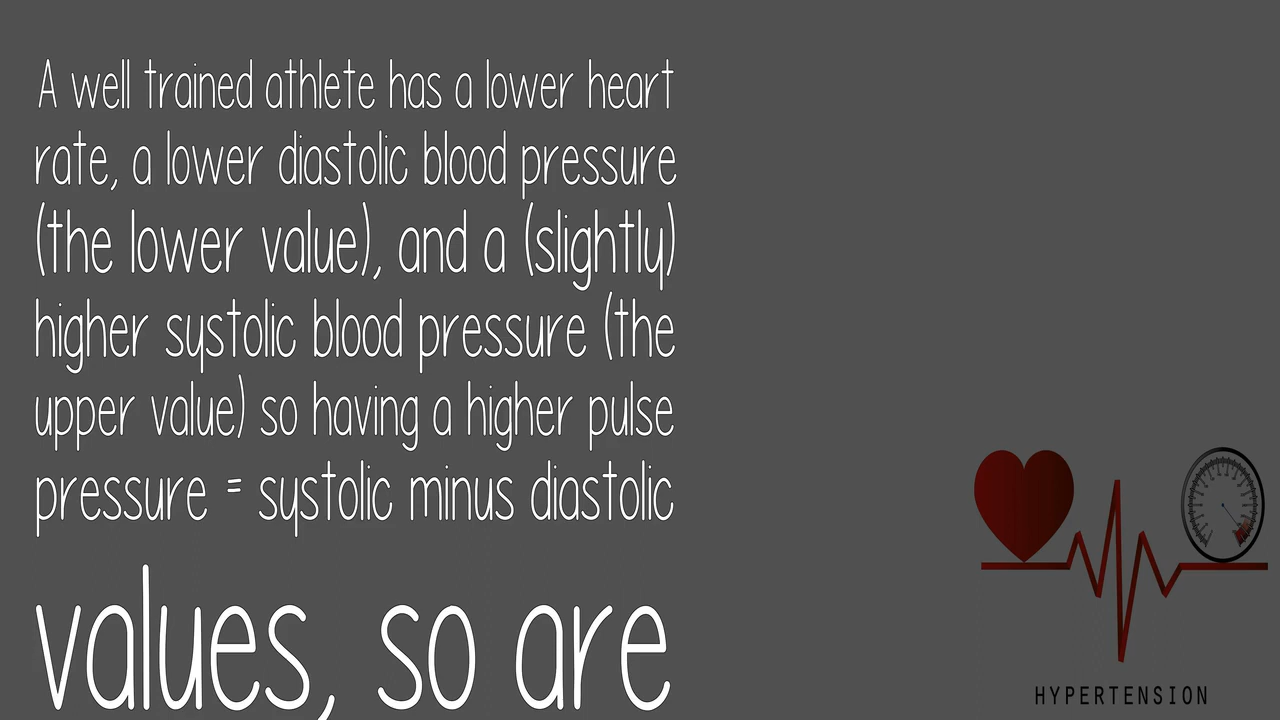 A well trained athlete has a lower heart
rate, a lower diastolic blood pressure
(the lower value), and a (slightly)
higher systolic blood pressure (the
upper value) so having a higher pulse
pressure = systolic minus diastolic
values, so are
HYPERTENSION